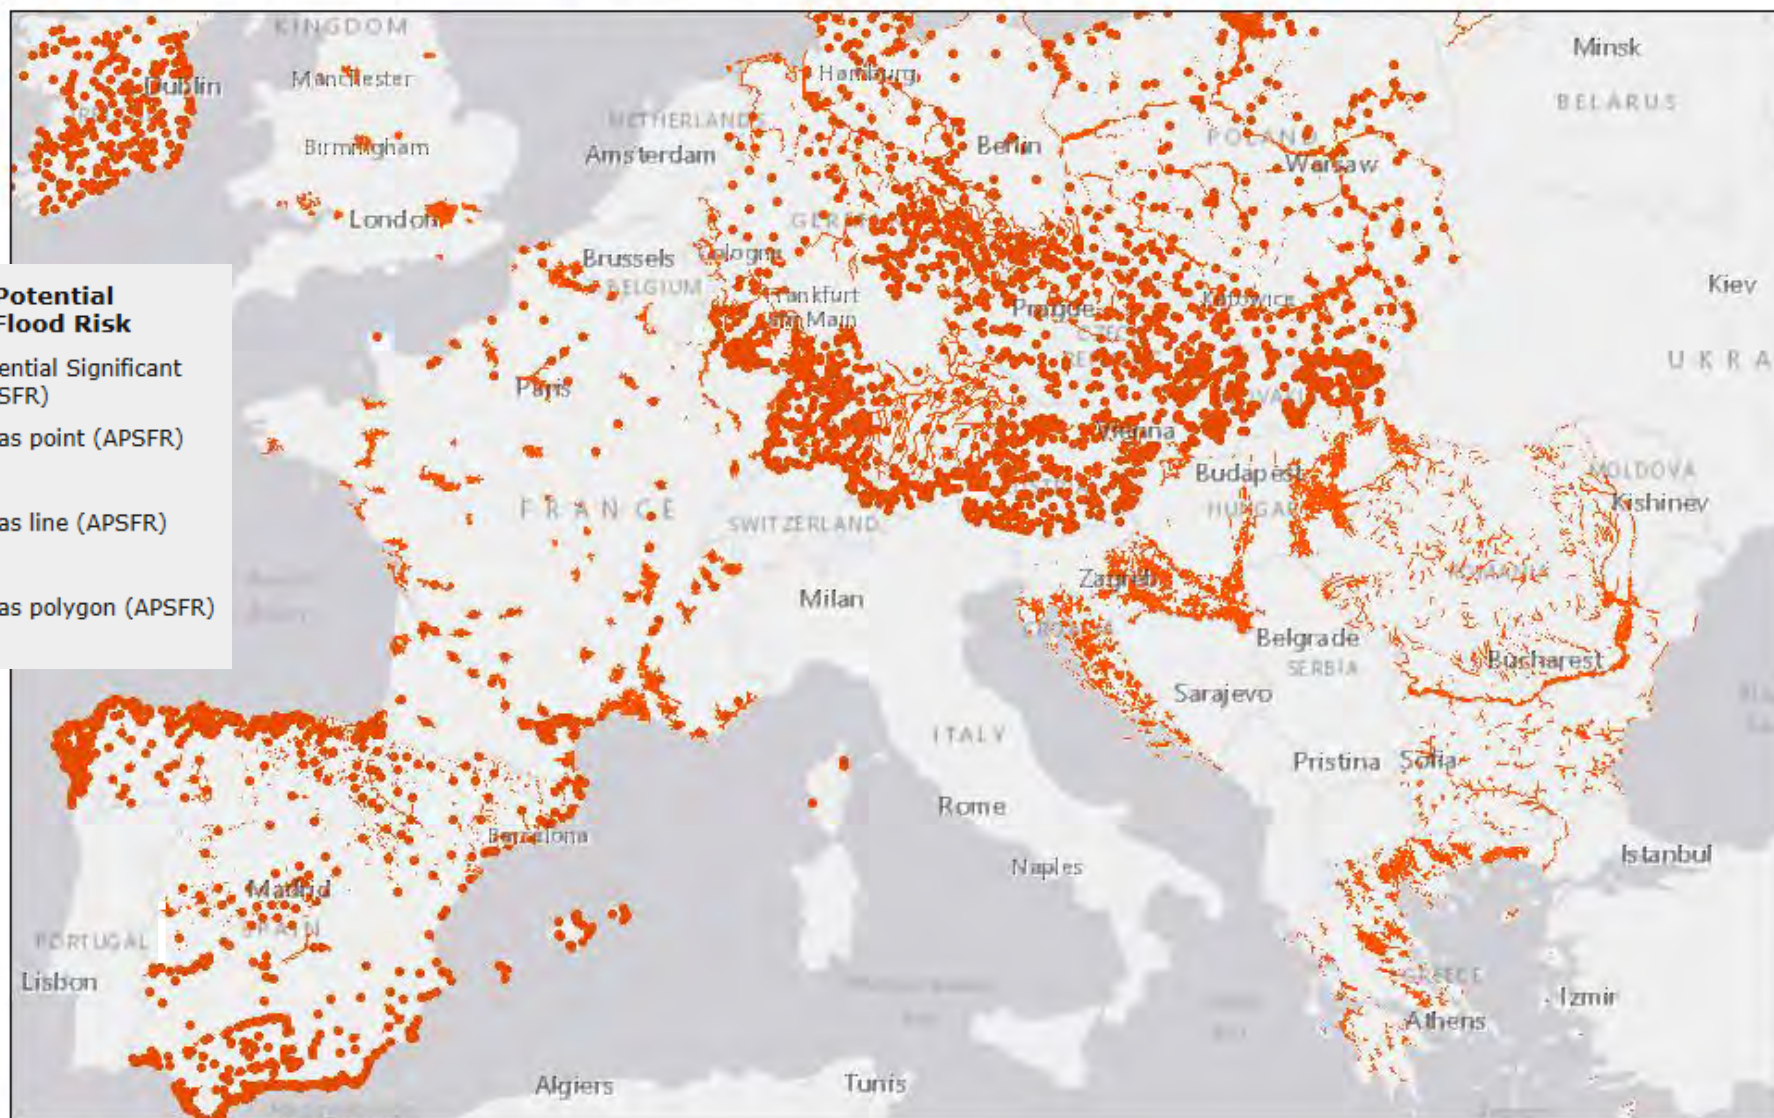 KINGDOM
Minsk
Manchester
Hamburg
Dublin
BELARUS
NETHERLANDS
POLAND
Birmingham
Berlin
Amsterdam
Warsaw
London
Brussels
Cologne
BELGIUM
Kiev
Potential
Flood Risk
Frankfurt
am Main
Prague
Katowice
ential Significant
SFR)
Paris
UKRA
as point (APSFR)
Vienna
Budapest
MOLDOVA
Kishinev
FRANCE
SWITZERLAND
as line (APSFR)
Zagreb
ROMANIA
Milan
as polygon (APSFR)
Belgrade
SERBIA
Bucharest
Sarajevo
ITALY
Pristina
Sofia
Rome
Barcelona
Istanbul
Naples
Madrid
SPAIN
PORTUGAL
Lisbon
GREECE
Izmir
Athens
Algiers
Tunis